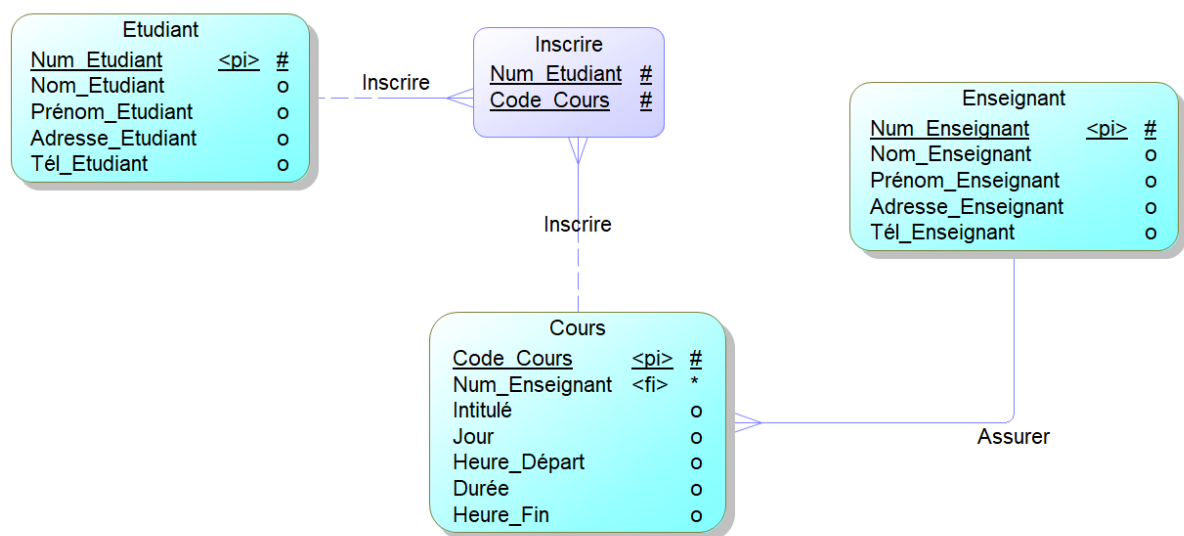 Etudiant
Num_Etudiant <pi> #
Nom_Etudiant o
Prénom_Etudiant o
Adresse_Etudiant o
Tél_Etudiant o
Inscrire
Inscrire
Num_Etudiant #
Code_Cours #
Enseignant
Num_Enseignant <pi> #
Nom_Enseignant o
Prénom_Enseignant o
Adresse_Enseignant o
Tél_Enseignant o
Inscrire
Cours
Code_Cours <pi> #
Num_Enseignant <fi> *
Intitulé o
Jour o
Heure_Départ o
Durée o
Heure_Fin o
Assurer